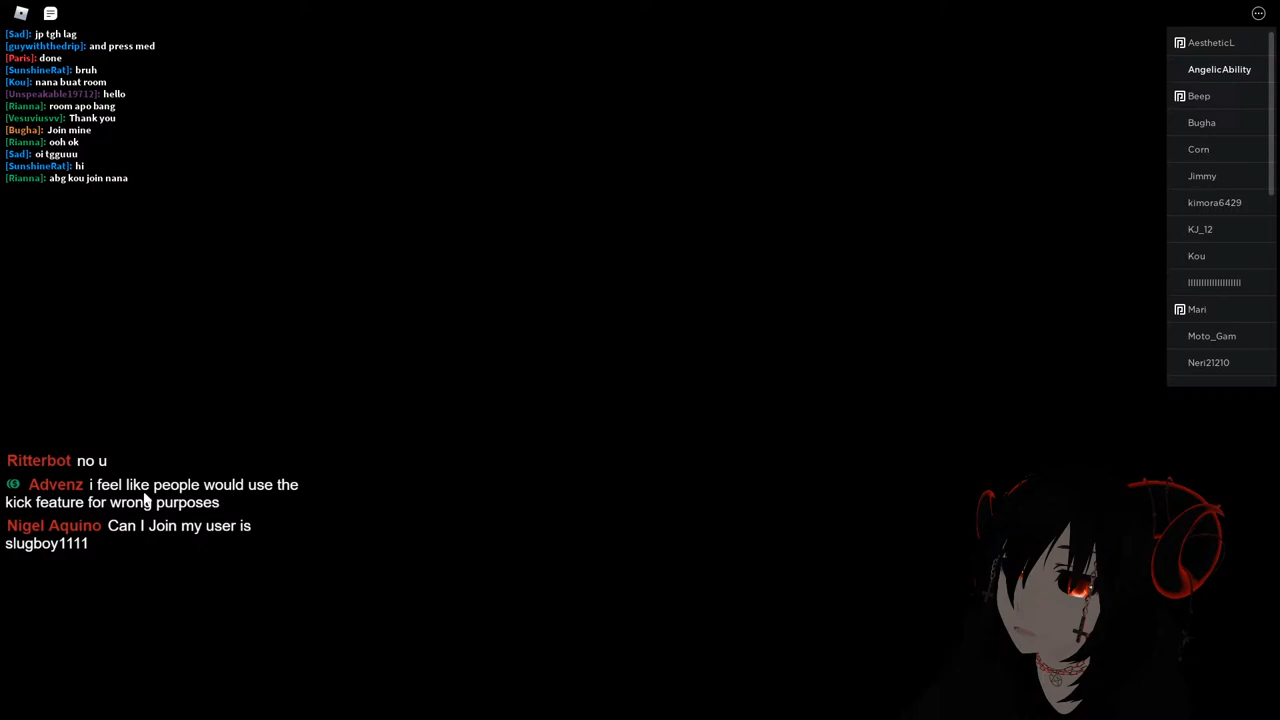 [Sad]: jp tgh lag
[guywiththedrip]: and press med
[Paris]: done
[SunshineRat]: bruh
[Kou]: nana buat room
[Unspeakable19712]: hello
[Rianna]: room apo bang
[Vesuviusvv]: Thank you
[Bugha]: Join mine
[Rianna]: ooh ok
[Sad]: oi tgguuu
[SunshineRat]: hi
[Rianna]: abg kou join nana
AestheticL
AngelicAbility
Beep
Bugha
Corn
Jimmy
kimora6429
KJ_12
Kou
Mari
Moto_Gam
Neri21210
Ritterbot no u
Advenz i feel like people would use the
kick feature for wrong purposes
Nigel Aquino Can I Join my user is
slugboy1111